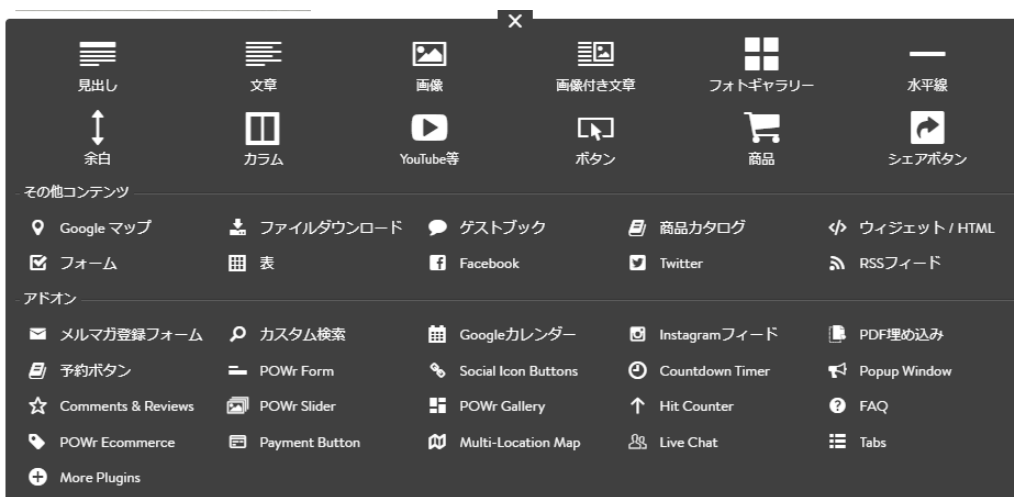 見出し 文章 画像 画像付き文章 フォトギャラリー 水平線
余白 カラム YouTube等 ボタン 商品 シェアボタン
その他コンテンツ
Google マップ ファイルダウンロード ゲストブック 商品カタログ ウィジェット / HTML
フォーム 表 Facebook Twitter RSSフィード
アドオン
メルマガ登録フォーム カスタム検索 Googleカレンダー Instagramフィード PDF埋め込み
予約ボタン POWr Form Social Icon Buttons Countdown Timer Popup Window
Comments & Reviews POWr Slider POWr Gallery Hit Counter FAQ
POWr Ecommerce Payment Button Multi-Location Map Live Chat Tabs
More Plugins